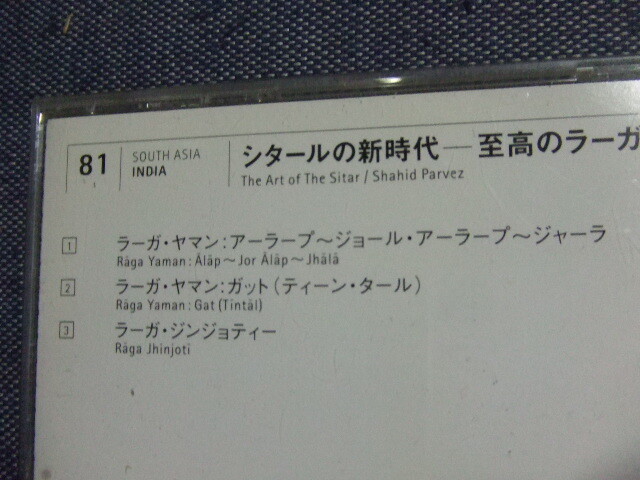 81
SOUTH ASIA
INDIA
シタールの新時代―至高のラーガ
The Art of The Sitar / Shahid Parvez
1 ラーガ・ヤマン：アーラープ～ジョール・アーラープ～ジャーラ
Rāga Yaman : Ālāp ～ Jor Ālāp ～ Jhālā
2 ラーガ・ヤマン：ガット（ティーン・タール）
Rāga Yaman : Gat (Tīntāl)
3 ラーガ・ジンジョティー
Rāga Jhinjoti